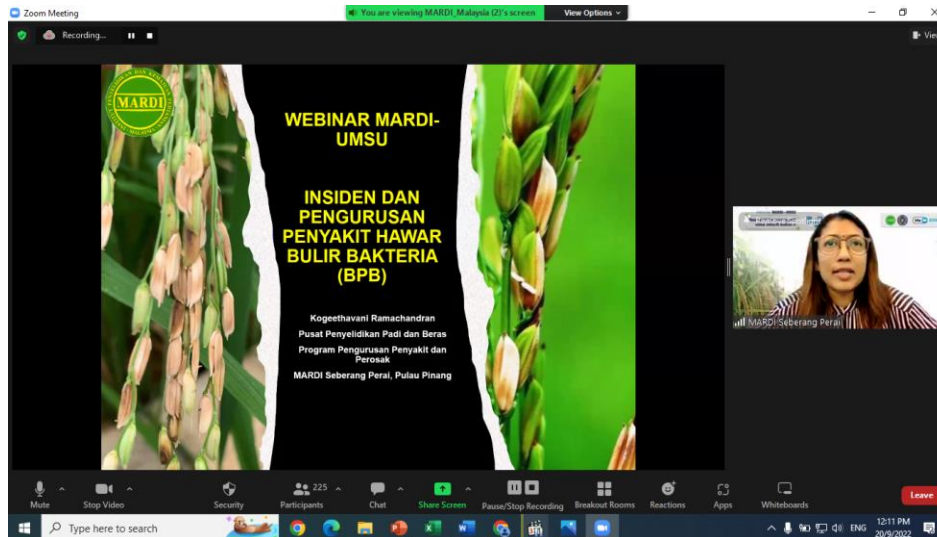 Zoom Meeting
You are viewing MARDI_Malaysia (2)'s screen
View Options
Recording...
View
MARDI
WEBINAR MARDI-
UMSU
INSIDEN DAN
PENGURUSAN
PENYAKIT HAWAR
BULIR BAKTERIA
(BPB)
Kogeethavani Ramachandran
Pusat Penyelidikan Padi dan Beras
Program Pengurusan Penyakit dan
Perosak
MARDI Seberang Perai, Pulau Pinang
MARDI Seberang Perai
Mute
Stop Video
Security
225
Participants
Chat
Share Screen
Pause/Stop Recording
Breakout Rooms
Reactions
Apps
Whiteboards
Leave
Type here to search
ENG
12:11 PM
20/9/2022